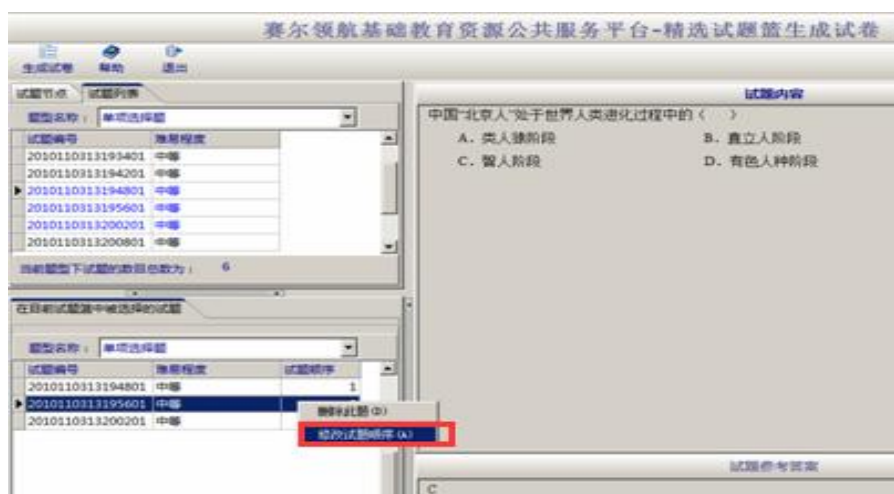 赛尔领航基础教育资源公共服务平台-精选试题篮生成试卷
生成试卷 帮助 退出
试题节点 试题列表
题型名称： 单项选择题
试题编号 难易程度
2010110313193401 中等
2010110313194201 中等
2010110313194801 中等
2010110313195601 中等
2010110313200201 中等
2010110313200801 中等
当前题型下试题的数目总数为： 6
在目前试题篮中被选择的试题
题型名称： 单项选择题
试题编号 难易程度 试题顺序
2010110313194801 中等 1
2010110313195601 中等
2010110313200201 中等
删除此题(D)
修改试题顺序(A)
试题内容
中国"北京人"处于世界人类进化过程中的（ ）
A．类人猿阶段 B．直立人阶段
C．智人阶段 D．有色人种阶段
试题参考答案
C